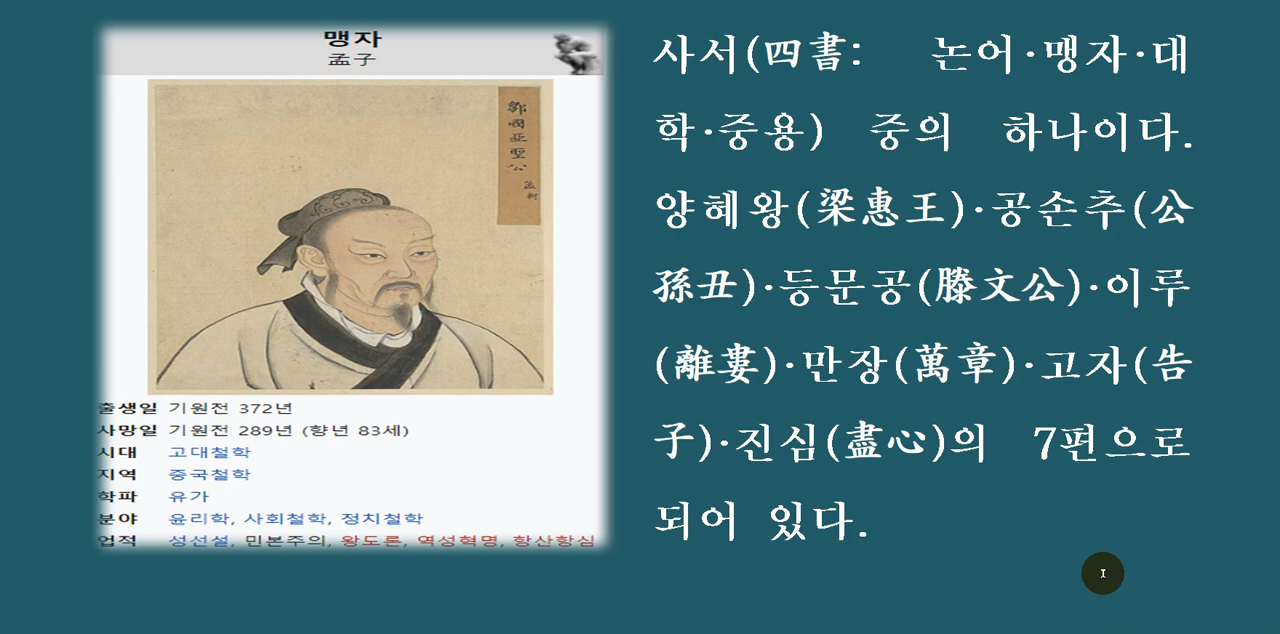 맹자
孟子
鄒國亞聖公
孟軻
출생일 기원전 372년
사망일 기원전 289년 (향년 83세)
시대 고대철학
지역 중국철학
학파 유가
분야 윤리학, 사회철학, 정치철학
업적 성선설, 민본주의, 왕도론, 역성혁명, 항산항심
사서(四書: 논어·맹자·대
학·중용) 중의 하나이다.
양혜왕(梁惠王)·공손추(公
孫丑)·등문공(滕文公)·이루
(離婁)·만장(萬章)·고자(告
子)·진심(盡心)의 7편으로
되어 있다.